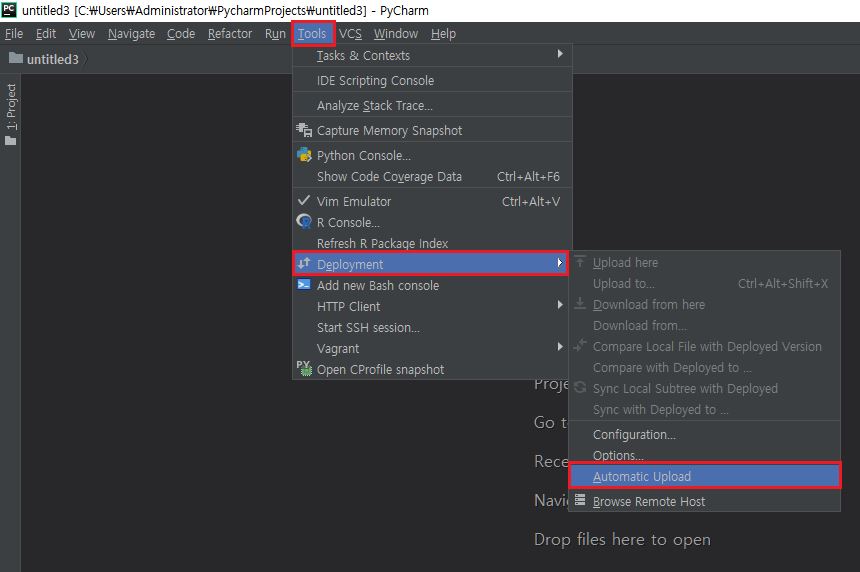 PC untitled3 [C:₩Users₩Administrator₩PycharmProjects₩untitled3] - PyCharm
File Edit View Navigate Code Refactor Run Tools VCS Window Help
untitled3
1: Project
Tasks & Contexts
IDE Scripting Console
Analyze Stack Trace...
Capture Memory Snapshot
Python Console...
Show Code Coverage Data Ctrl+Alt+F6
Vim Emulator Ctrl+Alt+V
R Console...
Refresh R Package Index
Deployment
Add new Bash console
HTTP Client
Start SSH session...
Vagrant
PY Open CProfile snapshot
Upload here
Upload to... Ctrl+Alt+Shift+X
Download from here
Download from...
Compare Local File with Deployed Version
Compare with Deployed to ...
Sync Local Subtree with Deployed
Sync with Deployed to ...
Configuration...
Options...
Automatic Upload
Browse Remote Host
Proje
Go t
Rece
Navi
Drop files here to open